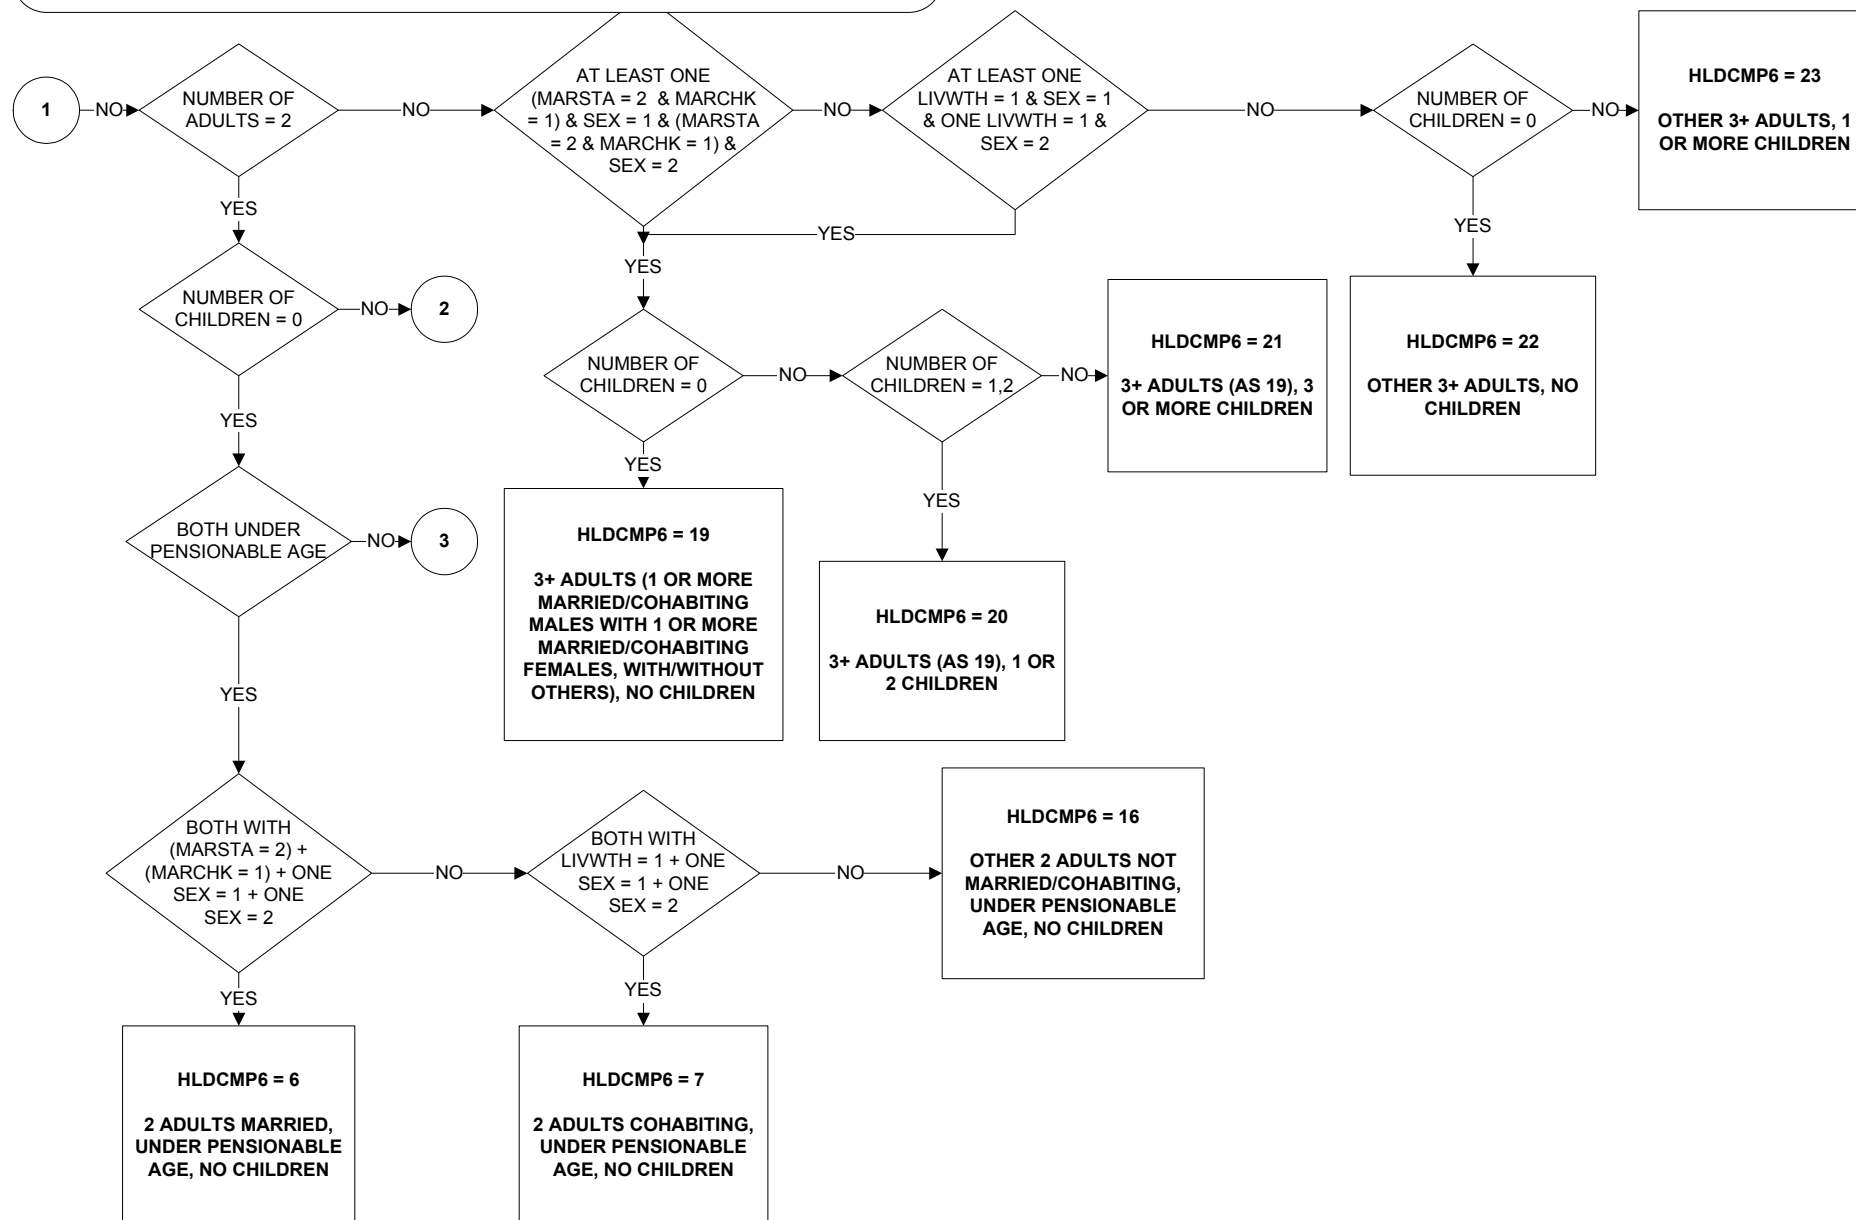 1
NO
NUMBER OF
ADULTS = 2
NO
AT LEAST ONE
(MARSTA = 2 & MARCHK
= 1) & SEX = 1 & (MARSTA
= 2 & MARCHK = 1) &
SEX = 2
NO
AT LEAST ONE
LIVWTH = 1 & SEX = 1
& ONE LIVWTH = 1 &
SEX = 2
NO
NUMBER OF
CHILDREN = 0
NO
HLDCMP6 = 23
OTHER 3+ ADULTS, 1
OR MORE CHILDREN
YES
YES
YES
YES
NUMBER OF
CHILDREN = 0
NO
2
NUMBER OF
CHILDREN = 0
NO
NUMBER OF
CHILDREN = 1,2
NO
HLDCMP6 = 21
3+ ADULTS (AS 19), 3
OR MORE CHILDREN
HLDCMP6 = 22
OTHER 3+ ADULTS, NO
CHILDREN
YES
YES
YES
BOTH UNDER
PENSIONABLE AGE
NO
3
HLDCMP6 = 19
3+ ADULTS (1 OR MORE
MARRIED/COHABITING
MALES WITH 1 OR MORE
MARRIED/COHABITING
FEMALES, WITH/WITHOUT
OTHERS), NO CHILDREN
HLDCMP6 = 20
3+ ADULTS (AS 19), 1 OR
2 CHILDREN
YES
BOTH WITH
(MARSTA = 2) +
(MARCHK = 1) + ONE
SEX = 1 + ONE
SEX = 2
NO
BOTH WITH
LIVWTH = 1 + ONE
SEX = 1 + ONE
SEX = 2
NO
HLDCMP6 = 16
OTHER 2 ADULTS NOT
MARRIED/COHABITING,
UNDER PENSIONABLE
AGE, NO CHILDREN
YES
YES
HLDCMP6 = 6
2 ADULTS MARRIED,
UNDER PENSIONABLE
AGE, NO CHILDREN
HLDCMP6 = 7
2 ADULTS COHABITING,
UNDER PENSIONABLE
AGE, NO CHILDREN